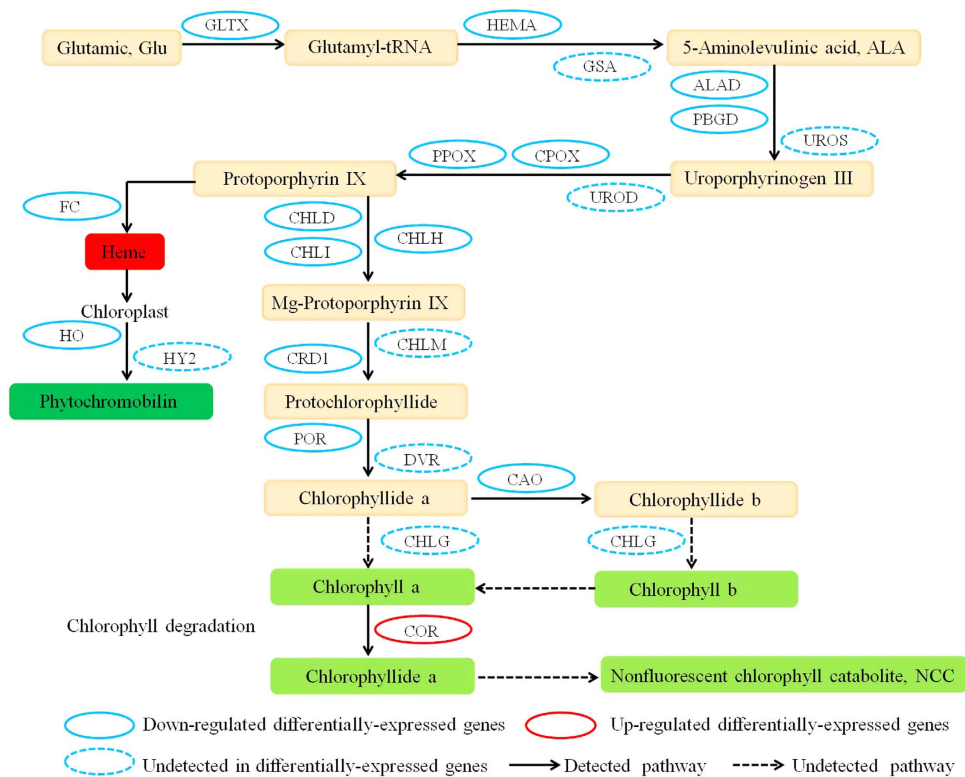 GLTX
HEMA
Glutamic, Glu
Glutamyl-tRNA
5-Aminolevulinic acid, ALA
GSA
ALAD
PBGD
UROS
PPOX
CPOX
Protoporphyrin IX
Uroporphyrinogen III
UROD
FC
CHLD
CHLH
CHLI
Heme
Chloroplast
Mg-Protoporphyrin IX
HO
HY2
CHLM
CRD1
Phytochromobilin
Protochlorophyllide
POR
DVR
CAO
Chlorophyllide a
Chlorophyllide b
CHLG
CHLG
Chlorophyll a
Chlorophyll b
Chlorophyll degradation
COR
Chlorophyllide a
Nonfluorescent chlorophyll catabolite, NCC
Down-regulated differentially-expressed genes
Up-regulated differentially-expressed genes
Undetected in differentially-expressed genes
Detected pathway
Undetected pathway